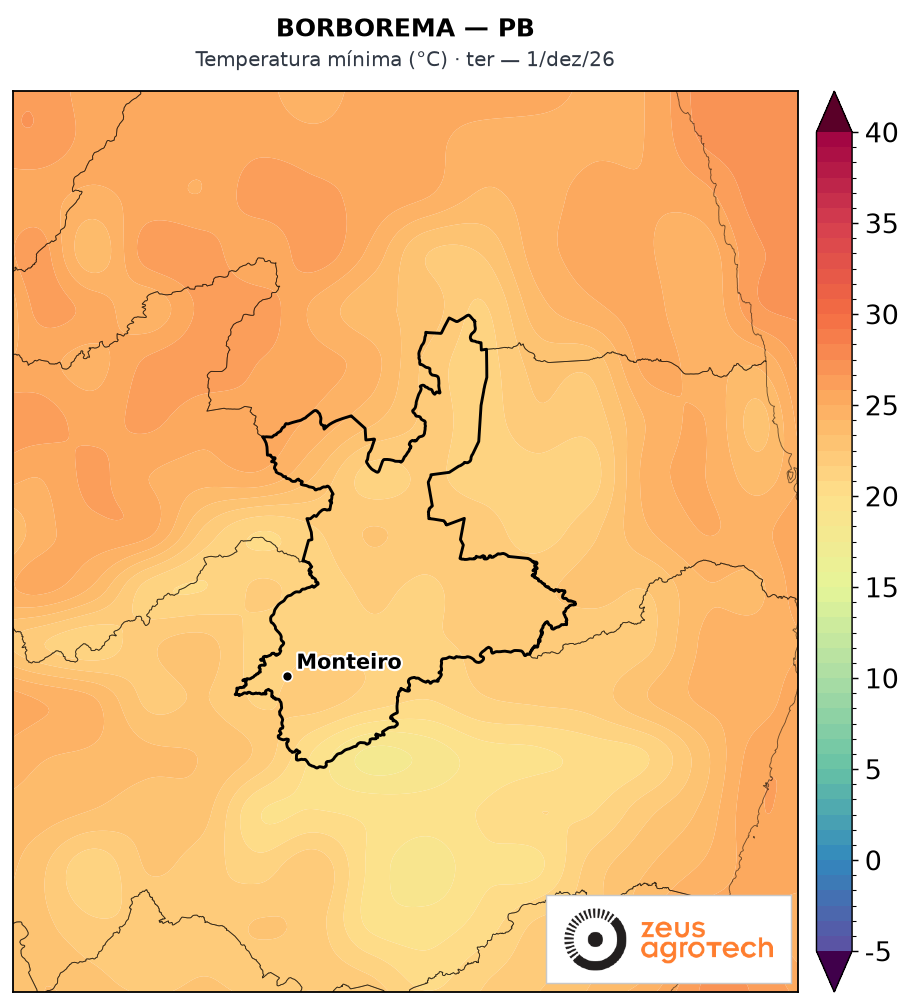 BORBOREMA — PB
Temperatura mínima (°C) · ter — 1/dez/26
40
35
30
25
20
15
10
5
0
-5
Monteiro
zeus
agrotech